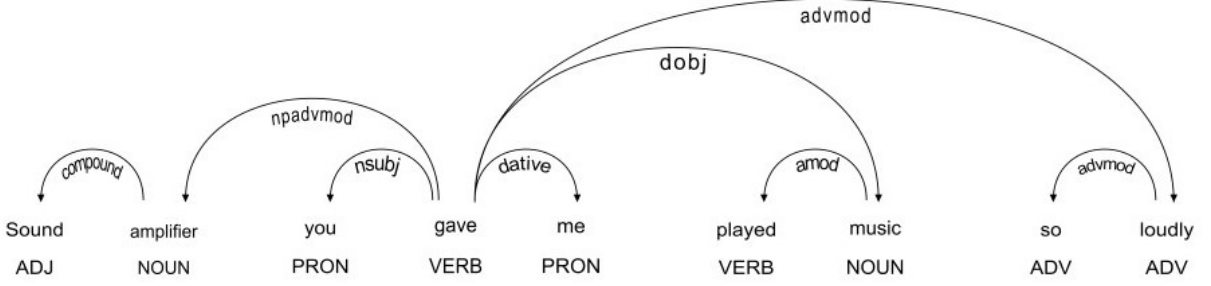 advmod
dobj
npadvmod
compound nsubj dative amod advmod
Sound amplifier you gave me played music so loudly
ADJ NOUN PRON VERB PRON VERB NOUN ADV ADV